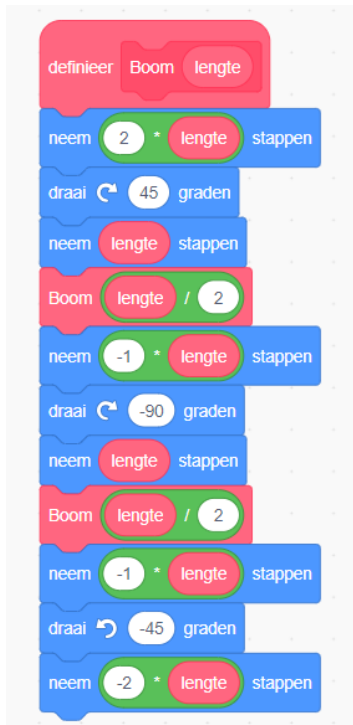 definieer Boom lengte
neem 2 * lengte stappen
draai ↻ 45 graden
neem lengte stappen
Boom lengte / 2
neem -1 * lengte stappen
draai ↻ -90 graden
neem lengte stappen
Boom lengte / 2
neem -1 * lengte stappen
draai ↺ -45 graden
neem -2 * lengte stappen